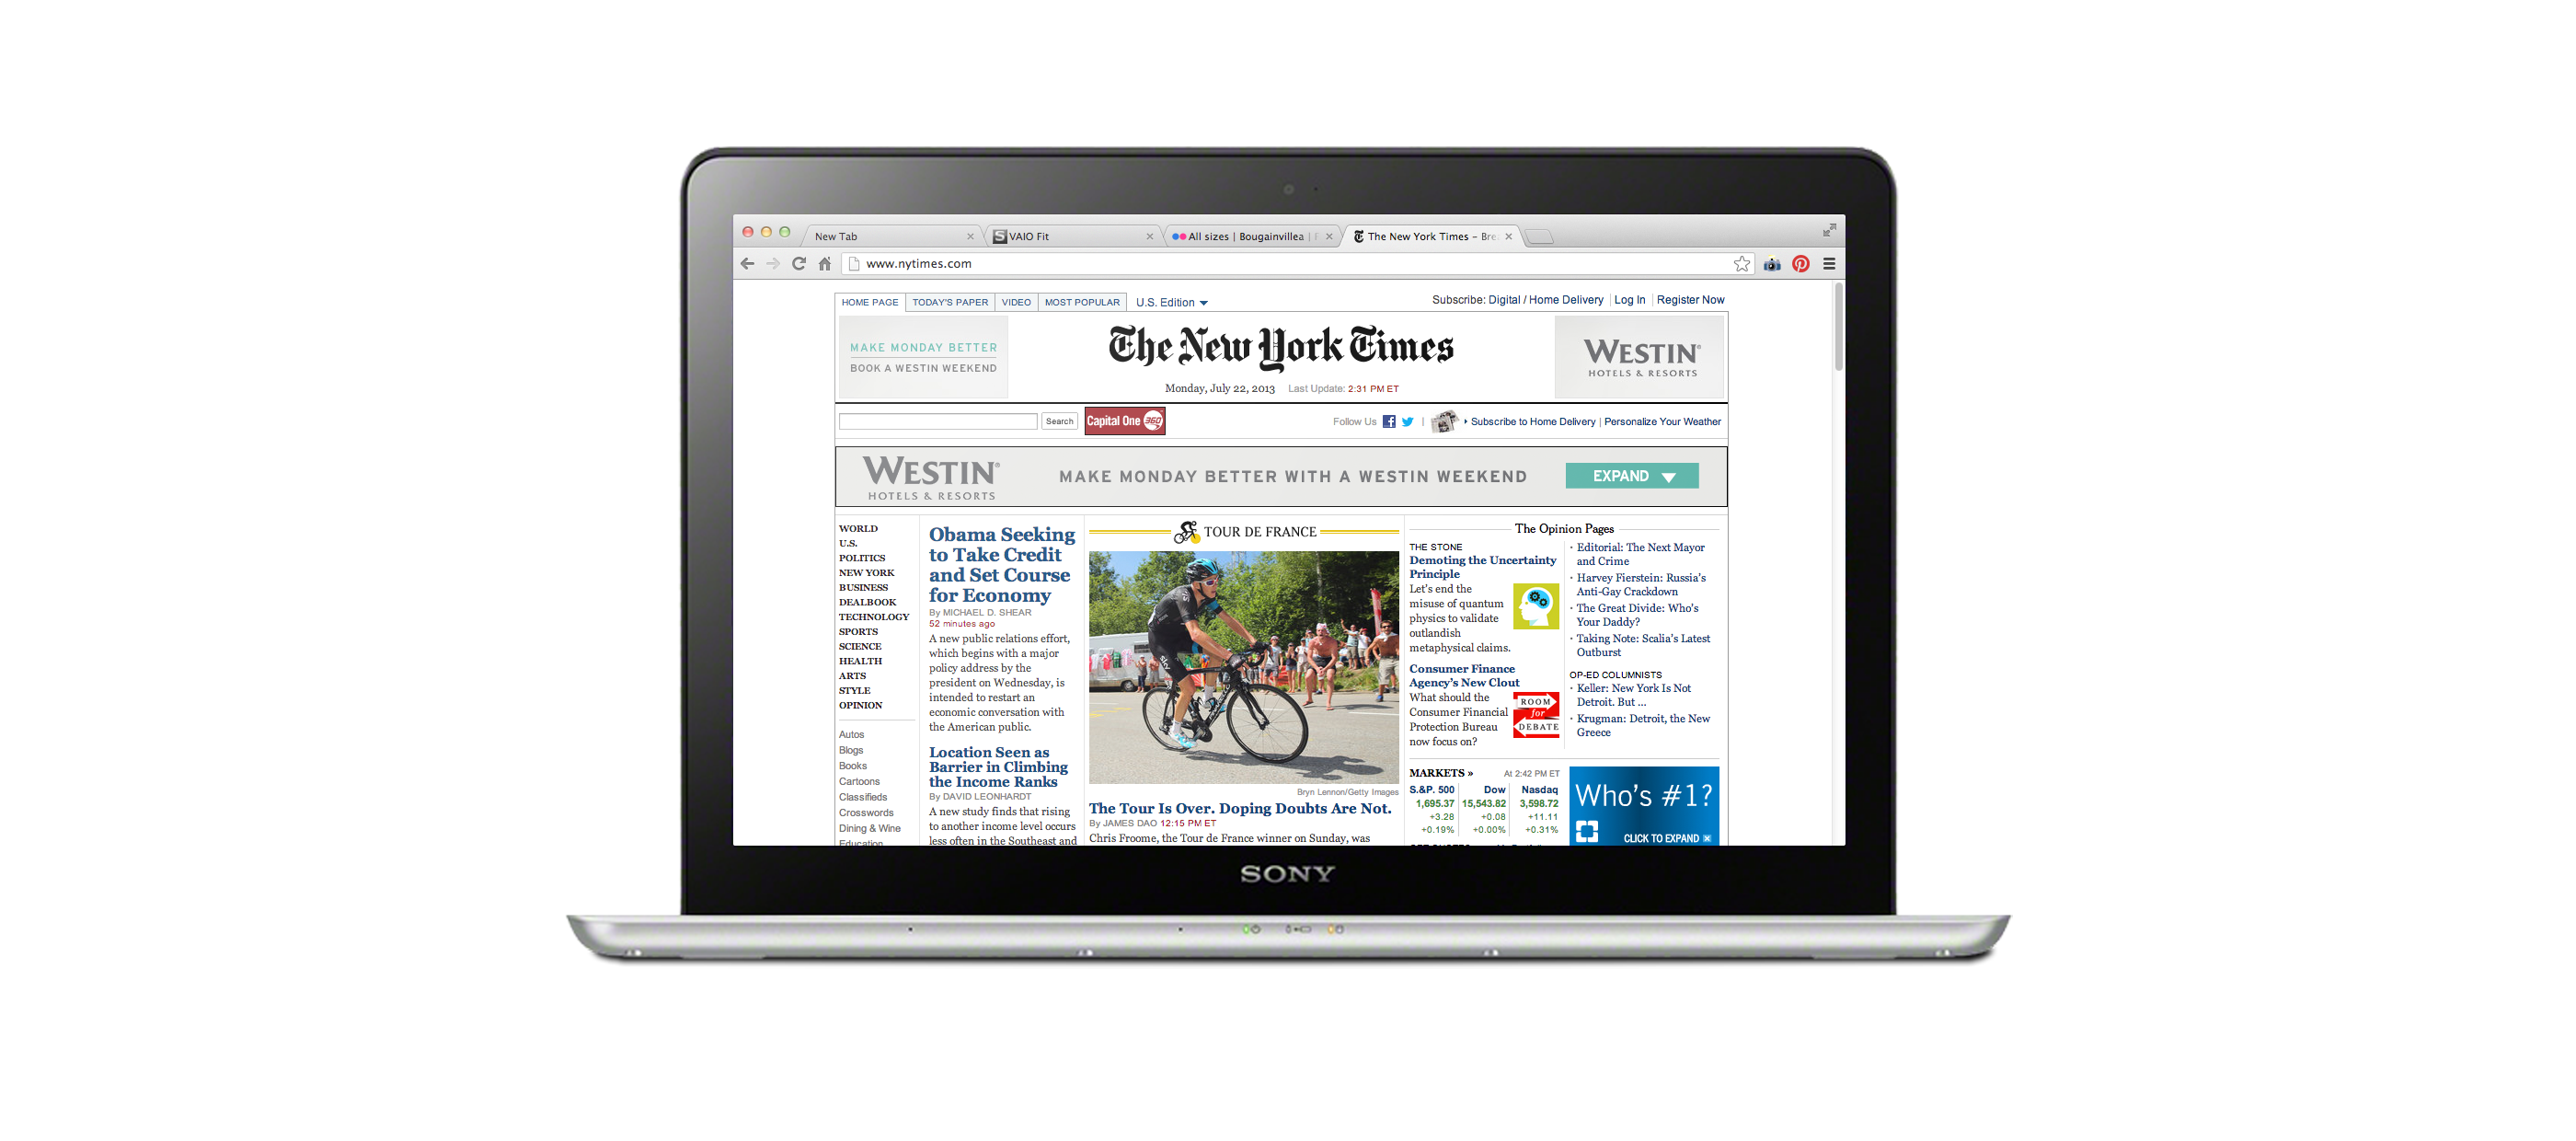 New Tab
VAIO Fit
All sizes | Bougainvillea |
The New York Times – Bre
www.nytimes.com
HOME PAGE
TODAY'S PAPER
VIDEO
MOST POPULAR
U.S. Edition
Subscribe: Digital / Home Delivery
Log In
Register Now
MAKE MONDAY BETTER
BOOK A WESTIN WEEKEND
The New York Times
Monday, July 22, 2013 Last Update: 2:31 PM ET
WESTIN®
HOTELS & RESORTS
Search
Capital One 360
Follow Us
Subscribe to Home Delivery | Personalize Your Weather
WESTIN®
HOTELS & RESORTS
MAKE MONDAY BETTER WITH A WESTIN WEEKEND
EXPAND
WORLD
U.S.
POLITICS
NEW YORK
BUSINESS
DEALBOOK
TECHNOLOGY
SPORTS
SCIENCE
HEALTH
ARTS
STYLE
OPINION
Autos
Blogs
Books
Cartoons
Classifieds
Crosswords
Dining & Wine
Education
Obama Seeking
to Take Credit
and Set Course
for Economy
By MICHAEL D. SHEAR
52 minutes ago
A new public relations effort,
which begins with a major
policy address by the
president on Wednesday, is
intended to restart an
economic conversation with
the American public.
Location Seen as
Barrier in Climbing
the Income Ranks
By DAVID LEONHARDT
A new study finds that rising
to another income level occurs
less often in the Southeast and
TOUR DE FRANCE
SKY
Bryn Lennon/Getty Images
The Tour Is Over. Doping Doubts Are Not.
By JAMES DAO 12:15 PM ET
Chris Froome, the Tour de France winner on Sunday, was
The Opinion Pages
THE STONE
Demoting the Uncertainty
Principle
Let's end the
misuse of quantum
physics to validate
outlandish
metaphysical claims.
Consumer Finance
Agency's New Clout
What should the
Consumer Financial
Protection Bureau
now focus on?
ROOM
for
DEBATE
· Editorial: The Next Mayor
and Crime
· Harvey Fierstein: Russia's
Anti-Gay Crackdown
· The Great Divide: Who's
Your Daddy?
· Taking Note: Scalia's Latest
Outburst
OP-ED COLUMNISTS
· Keller: New York Is Not
Detroit. But ...
· Krugman: Detroit, the New
Greece
MARKETS » At 2:42 PM ET
S.&P. 500 Dow Nasdaq
1,695.37 15,543.82 3,598.72
+3.28 +0.08 +11.11
+0.19% +0.00% +0.31%
Who's #1?
CLICK TO EXPAND
SONY